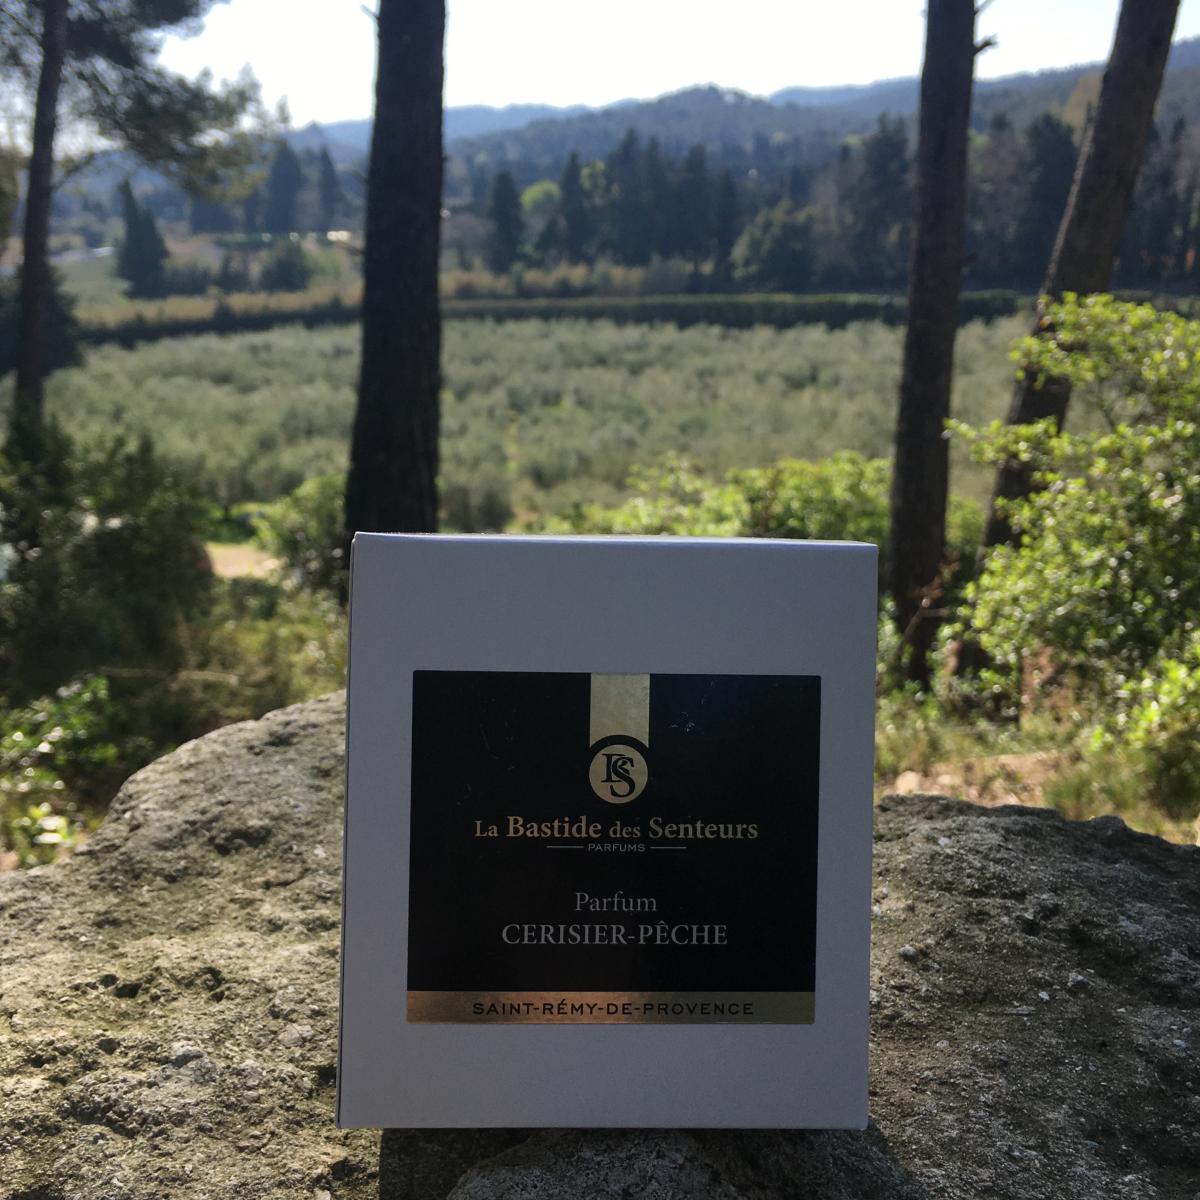 BS
La Bastide des Senteurs
PARFUMS
Parfum
CERISIER-PÊCHE
SAINT-RÉMY-DE-PROVENCE